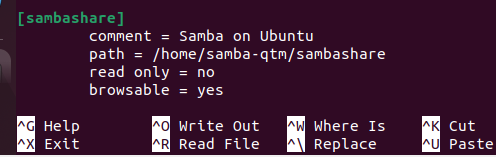 [sambashare]
comment = Samba on Ubuntu
path = /home/samba-qtm/sambashare
read only = no
browsable = yes
^G Help ^O Write Out ^W Where Is ^K Cut
^X Exit ^R Read File ^\ Replace ^U Paste